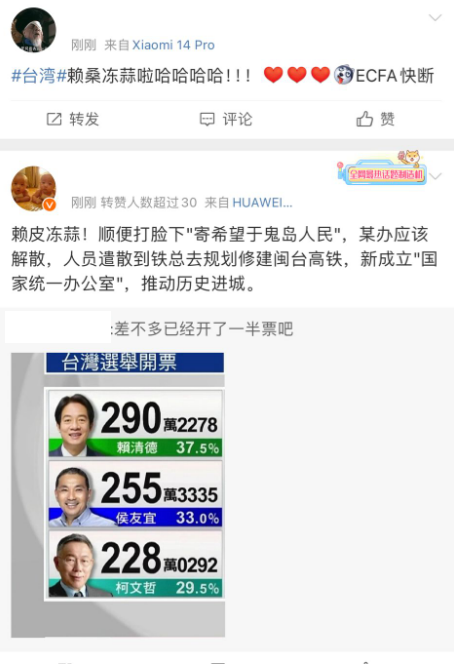 刚刚 来自 Xiaomi 14 Pro
#台湾#赖桑冻蒜啦哈哈哈哈!!! ECFA快断
转发 评论 赞
全网最热话题制造机
刚刚 转赞人数超过30 来自 HUAWEI...
赖皮冻蒜！顺便打脸下"寄希望于鬼岛人民"，某办应该
解散，人员遣散到铁总去规划修建闽台高铁，新成立"国
家统一办公室"，推动历史进城。
:差不多已经开了一半票吧
台灣選舉開票
290萬2278
賴清德 37.5%
255萬3335
侯友宜 33.0%
228萬0292
柯文哲 29.5%